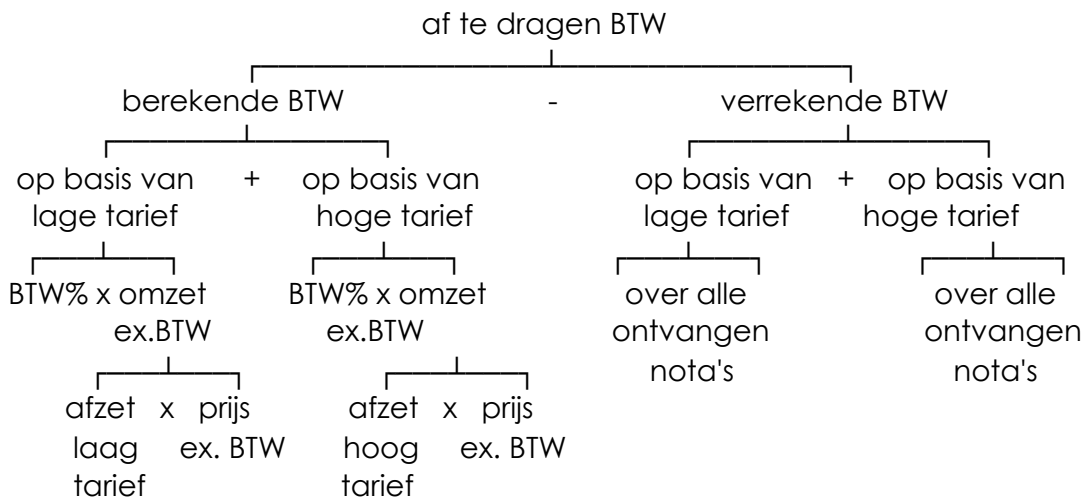 af te dragen BTW
berekende BTW - verrekende BTW
op basis van + op basis van op basis van + op basis van
lage tarief hoge tarief lage tarief hoge tarief
BTW% x omzet BTW% x omzet over alle over alle
ex.BTW ex.BTW ontvangen ontvangen
nota's nota's
afzet x prijs afzet x prijs
laag ex. BTW hoog ex. BTW
tarief tarief